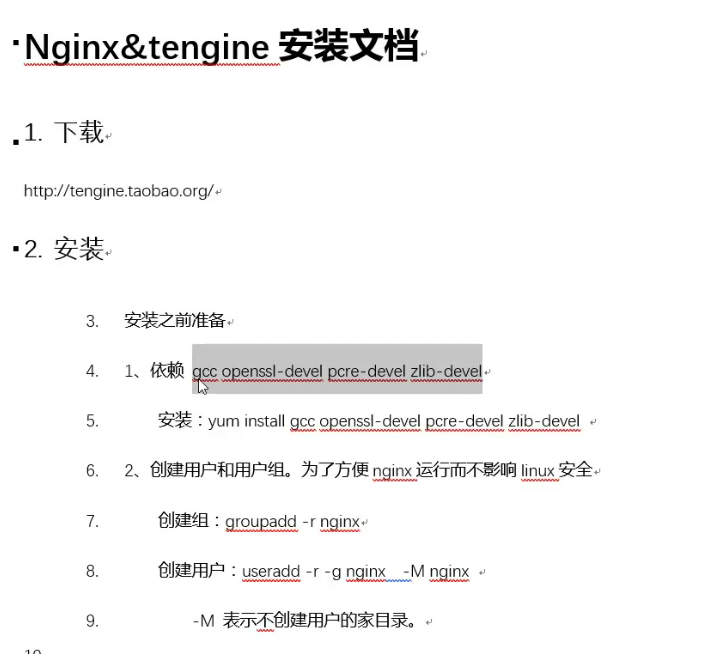 Nginx&tengine 安装文档
1. 下载
http://tengine.taobao.org/
2. 安装
3. 安装之前准备
4. 1、依赖 gcc openssl-devel pcre-devel zlib-devel
5. 安装：yum install gcc openssl-devel pcre-devel zlib-devel
6. 2、创建用户和用户组。为了方便 nginx 运行而不影响 linux 安全
7. 创建组：groupadd -r nginx
8. 创建用户：useradd -r -g nginx -M nginx
9. -M 表示不创建用户的家目录。